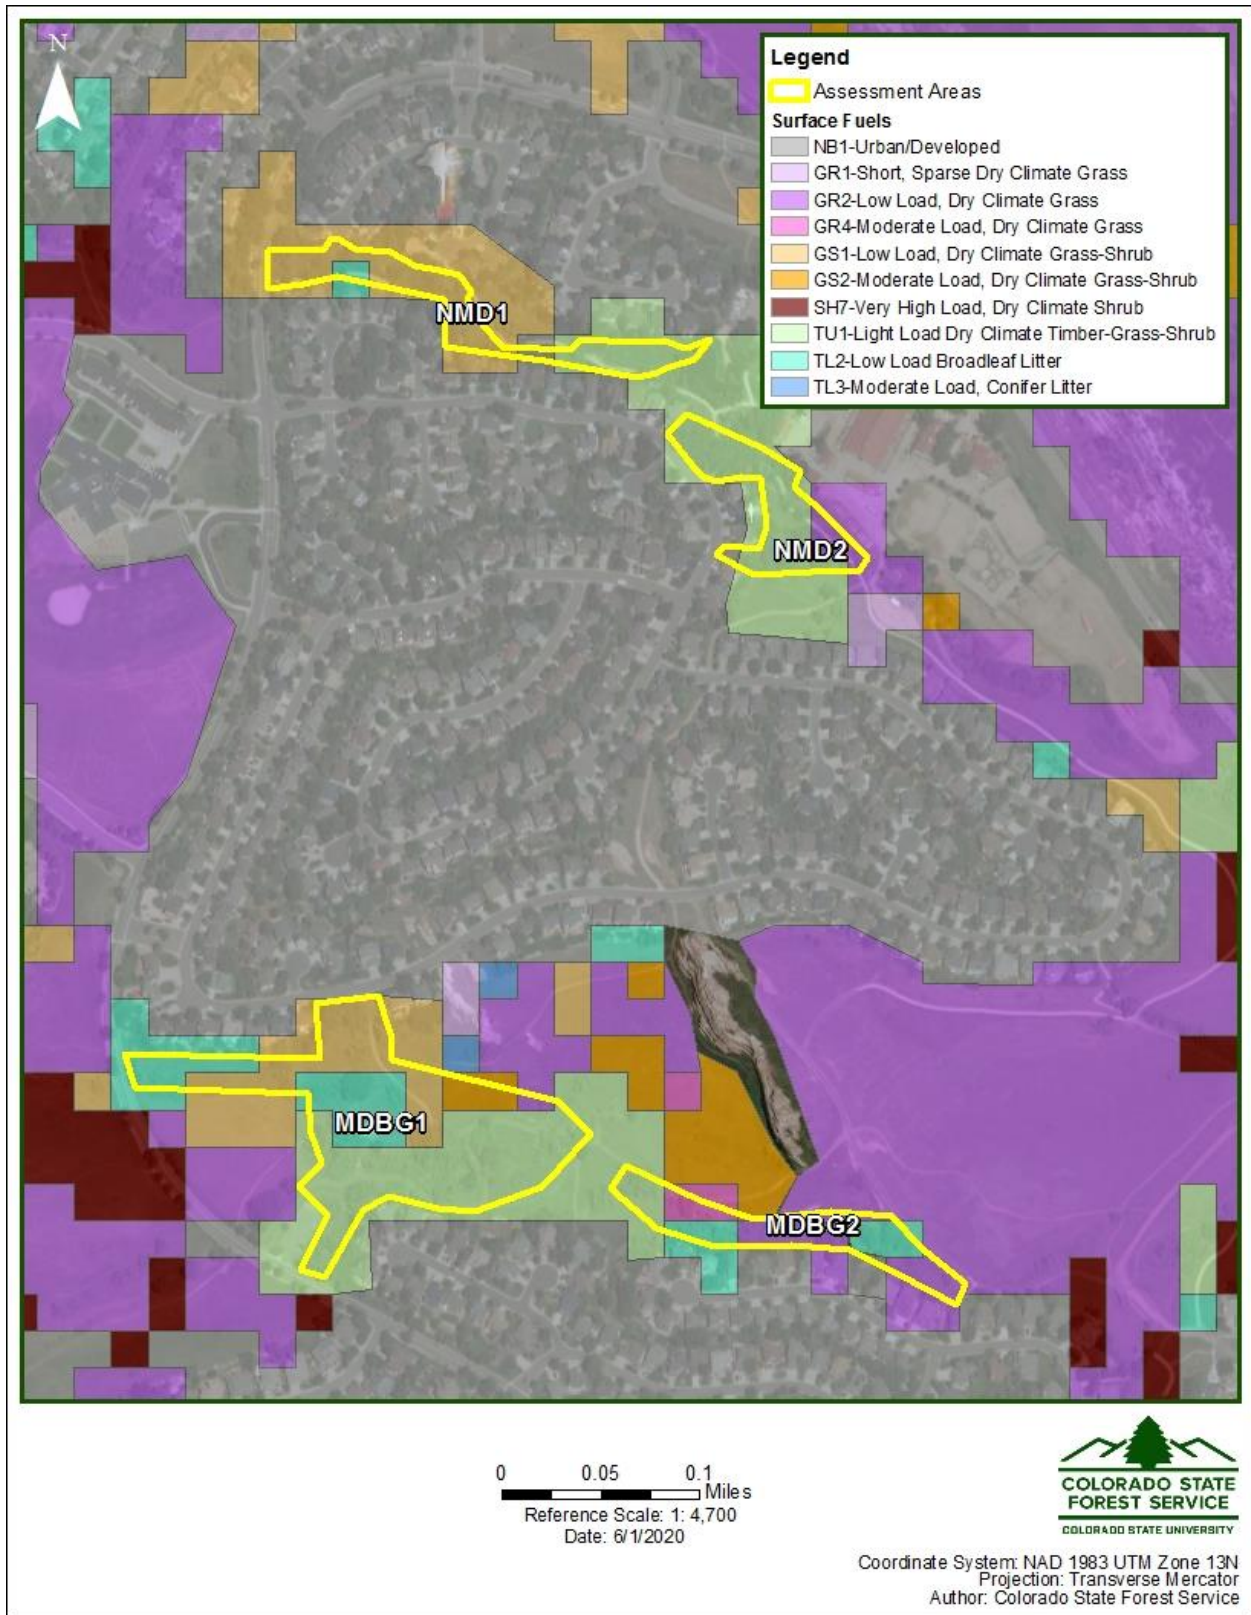 N
Legend
Assessment Areas
Surface Fuels
NB1-Urban/Developed
GR1-Short, Sparse Dry Climate Grass
GR2-Low Load, Dry Climate Grass
GR4-Moderate Load, Dry Climate Grass
GS1-Low Load, Dry Climate Grass-Shrub
GS2-Moderate Load, Dry Climate Grass-Shrub
SH7-Very High Load, Dry Climate Shrub
TU1-Light Load Dry Climate Timber-Grass-Shrub
TL2-Low Load Broadleaf Litter
TL3-Moderate Load, Conifer Litter
NMD1
NMD2
MDBG1
MDBG2
0 0.05 0.1
Miles
Reference Scale: 1: 4,700
Date: 6/1/2020
COLORADO STATE
FOREST SERVICE
COLORADO STATE UNIVERSITY
Coordinate System: NAD 1983 UTM Zone 13N
Projection: Transverse Mercator
Author: Colorado State Forest Service